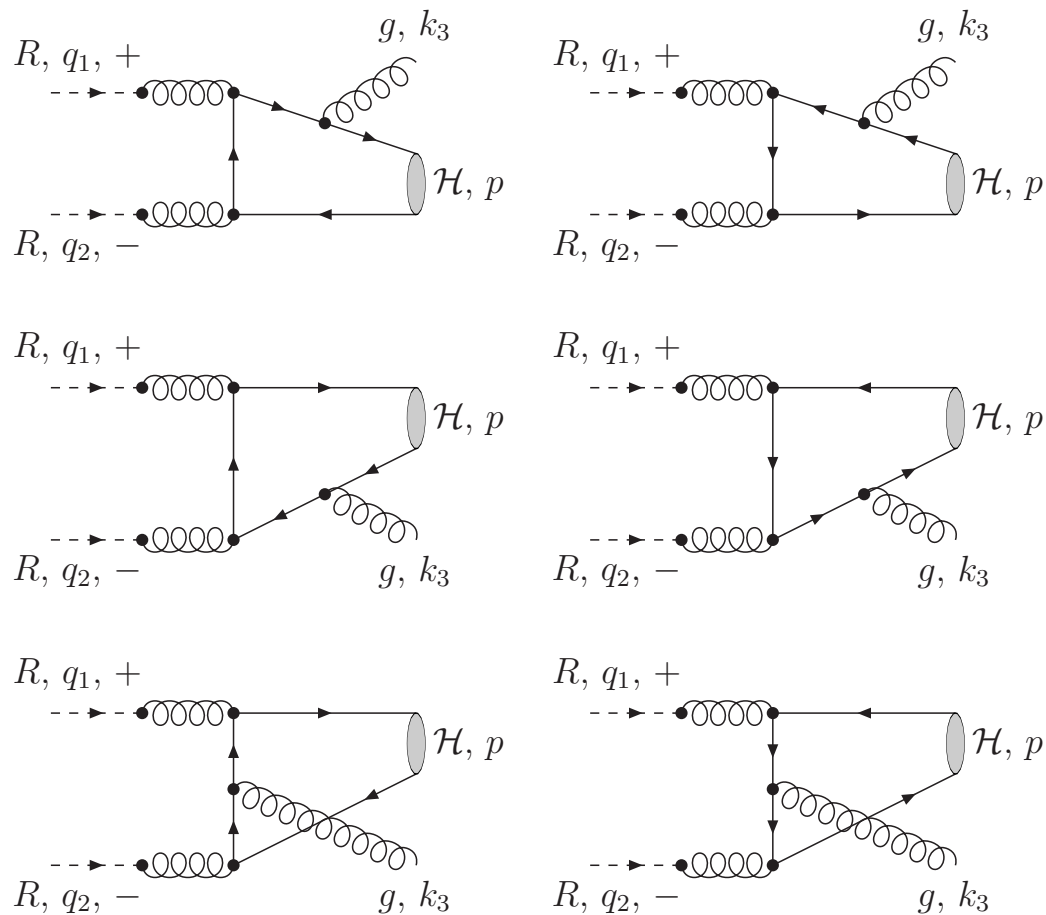 g, k₃ g, k₃
R, q₁, + R, q₁, +
ℋ, p ℋ, p
R, q₂, − R, q₂, −
R, q₁, + R, q₁, +
ℋ, p ℋ, p
R, q₂, − g, k₃ R, q₂, − g, k₃
R, q₁, + R, q₁, +
ℋ, p ℋ, p
R, q₂, − g, k₃ R, q₂, − g, k₃